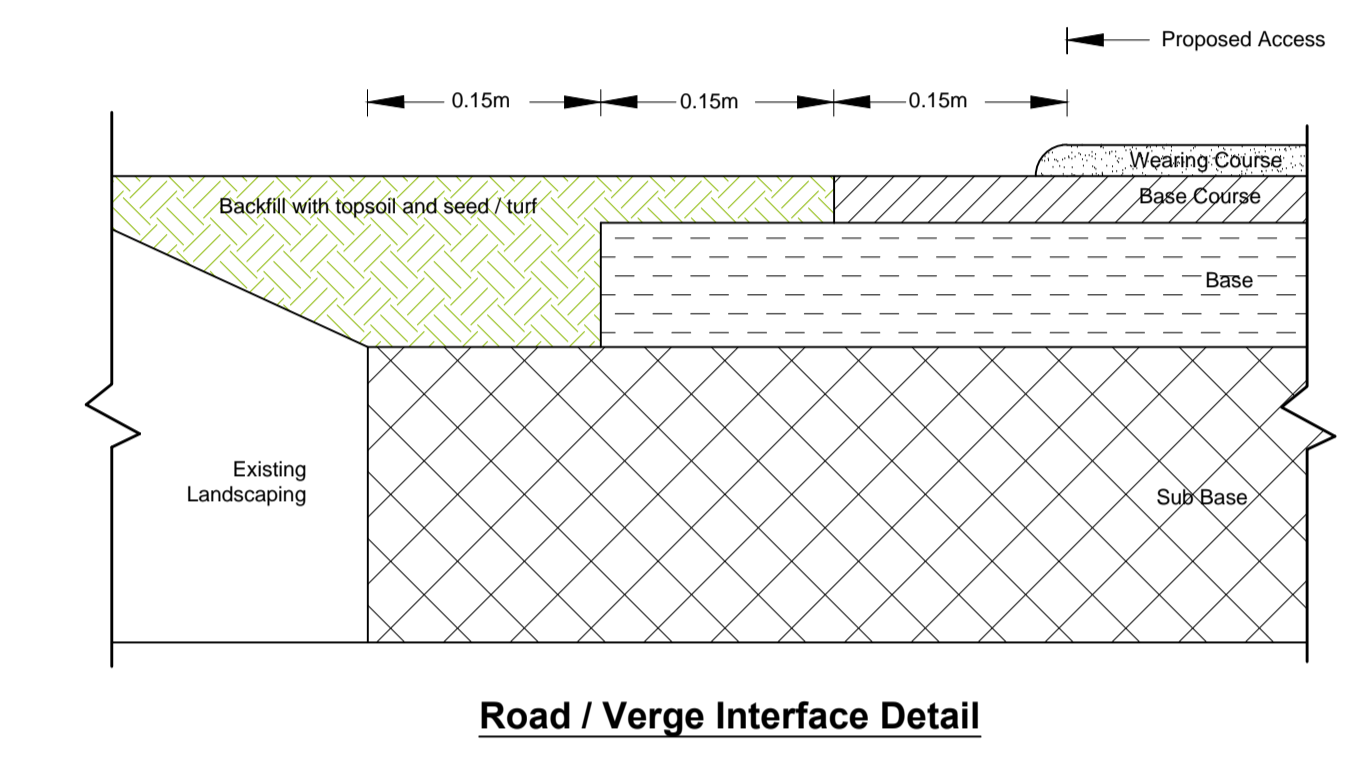 Proposed Access
0.15m
0.15m
0.15m
Wearing Course
Base Course
Backfill with topsoil and seed / turf
Base
Existing
Landscaping
Sub Base
Road / Verge Interface Detail